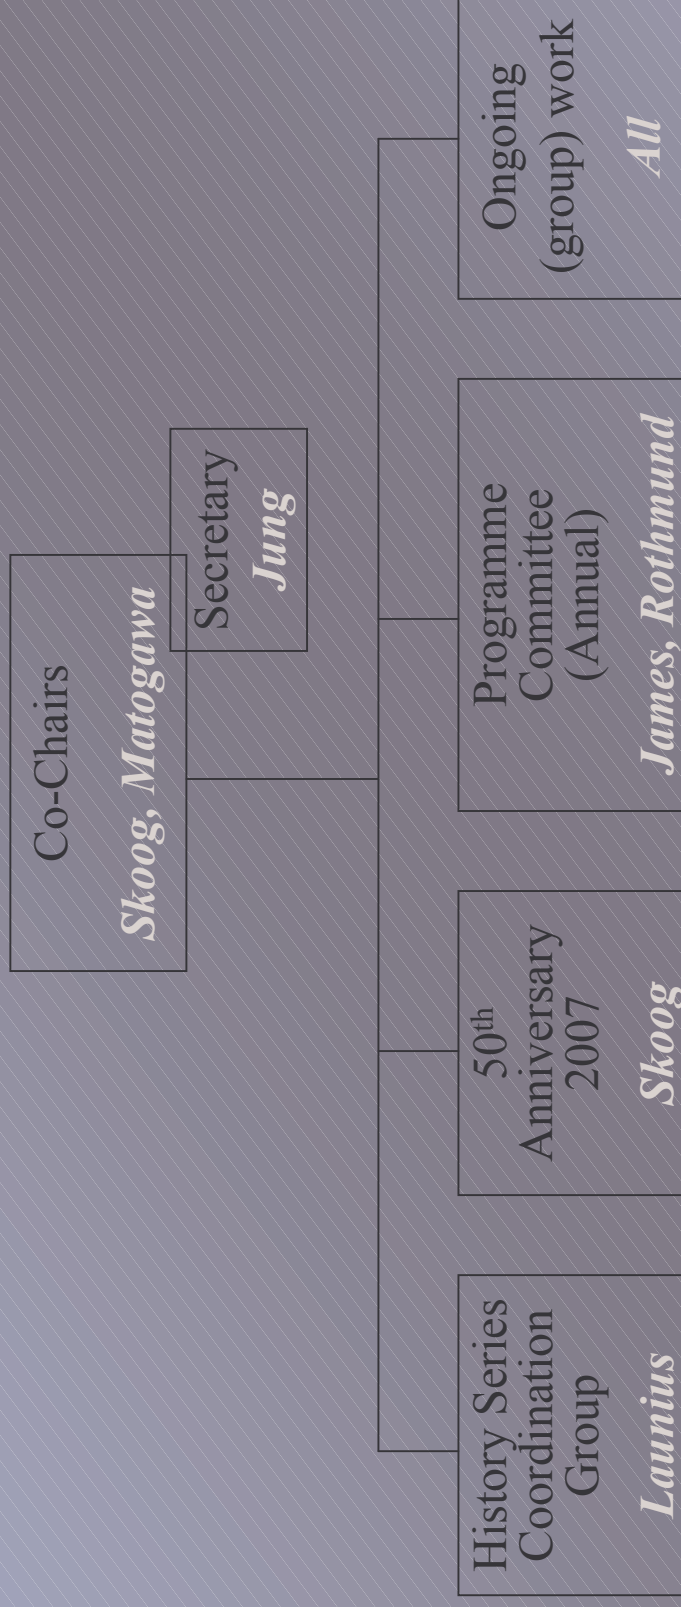 Co-Chairs
Skoog, Matogawa
Secretary
Jung
History Series
Coordination
Group
Launius
50th
Anniversary
2007
Skoog
Programme
Committee
(Annual)
James, Rothmund
Ongoing
(group) work
All